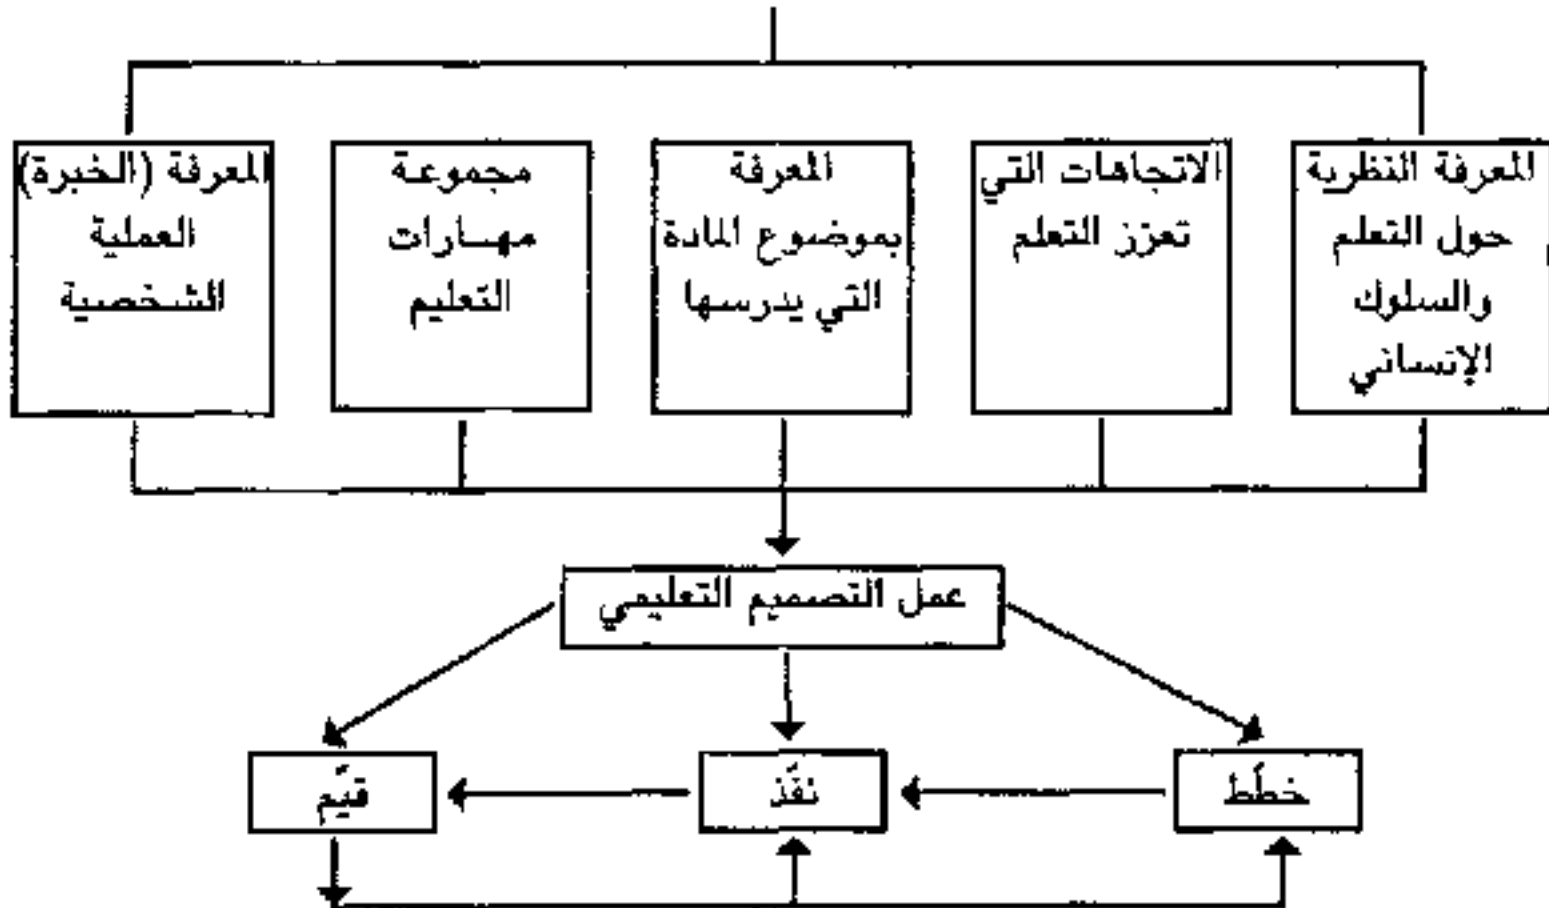 المعرفة النظرية
حول التعلم
والسلوك
الإنساني
الاتجاهات التي
تعزز التعلم
المعرفة
بموضوع المادة
التي يدرسها
مجموعة
مهارات
التعليم
المعرفة (الخبرة)
العملية
الشخصية
عمل التصميم التعليمي
خطّط
نفّذ
قيّم